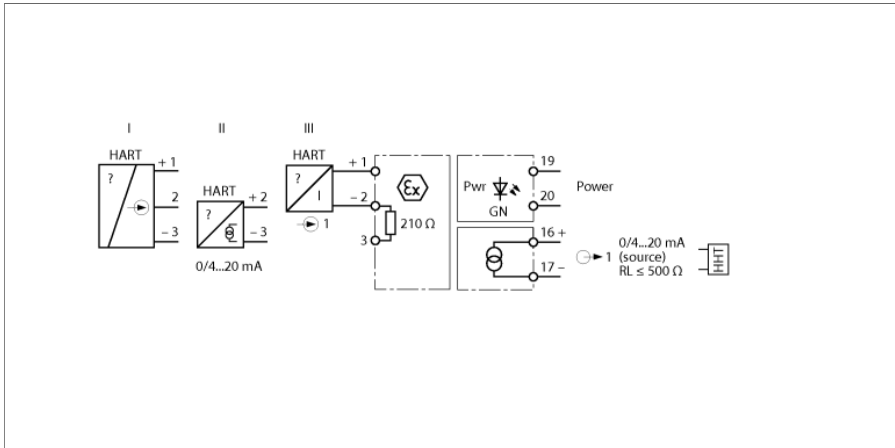 I
II
III
HART
?
+ 1
2
– 3
HART
?
+ 2
– 3
0/4...20 mA
HART
?
I
+ 1
– 2
1
3
Ex
210 Ω
Pwr
GN
19
20
Power
16 +
17 –
1
0/4...20 mA
(source)
RL ≤ 500 Ω
HHT